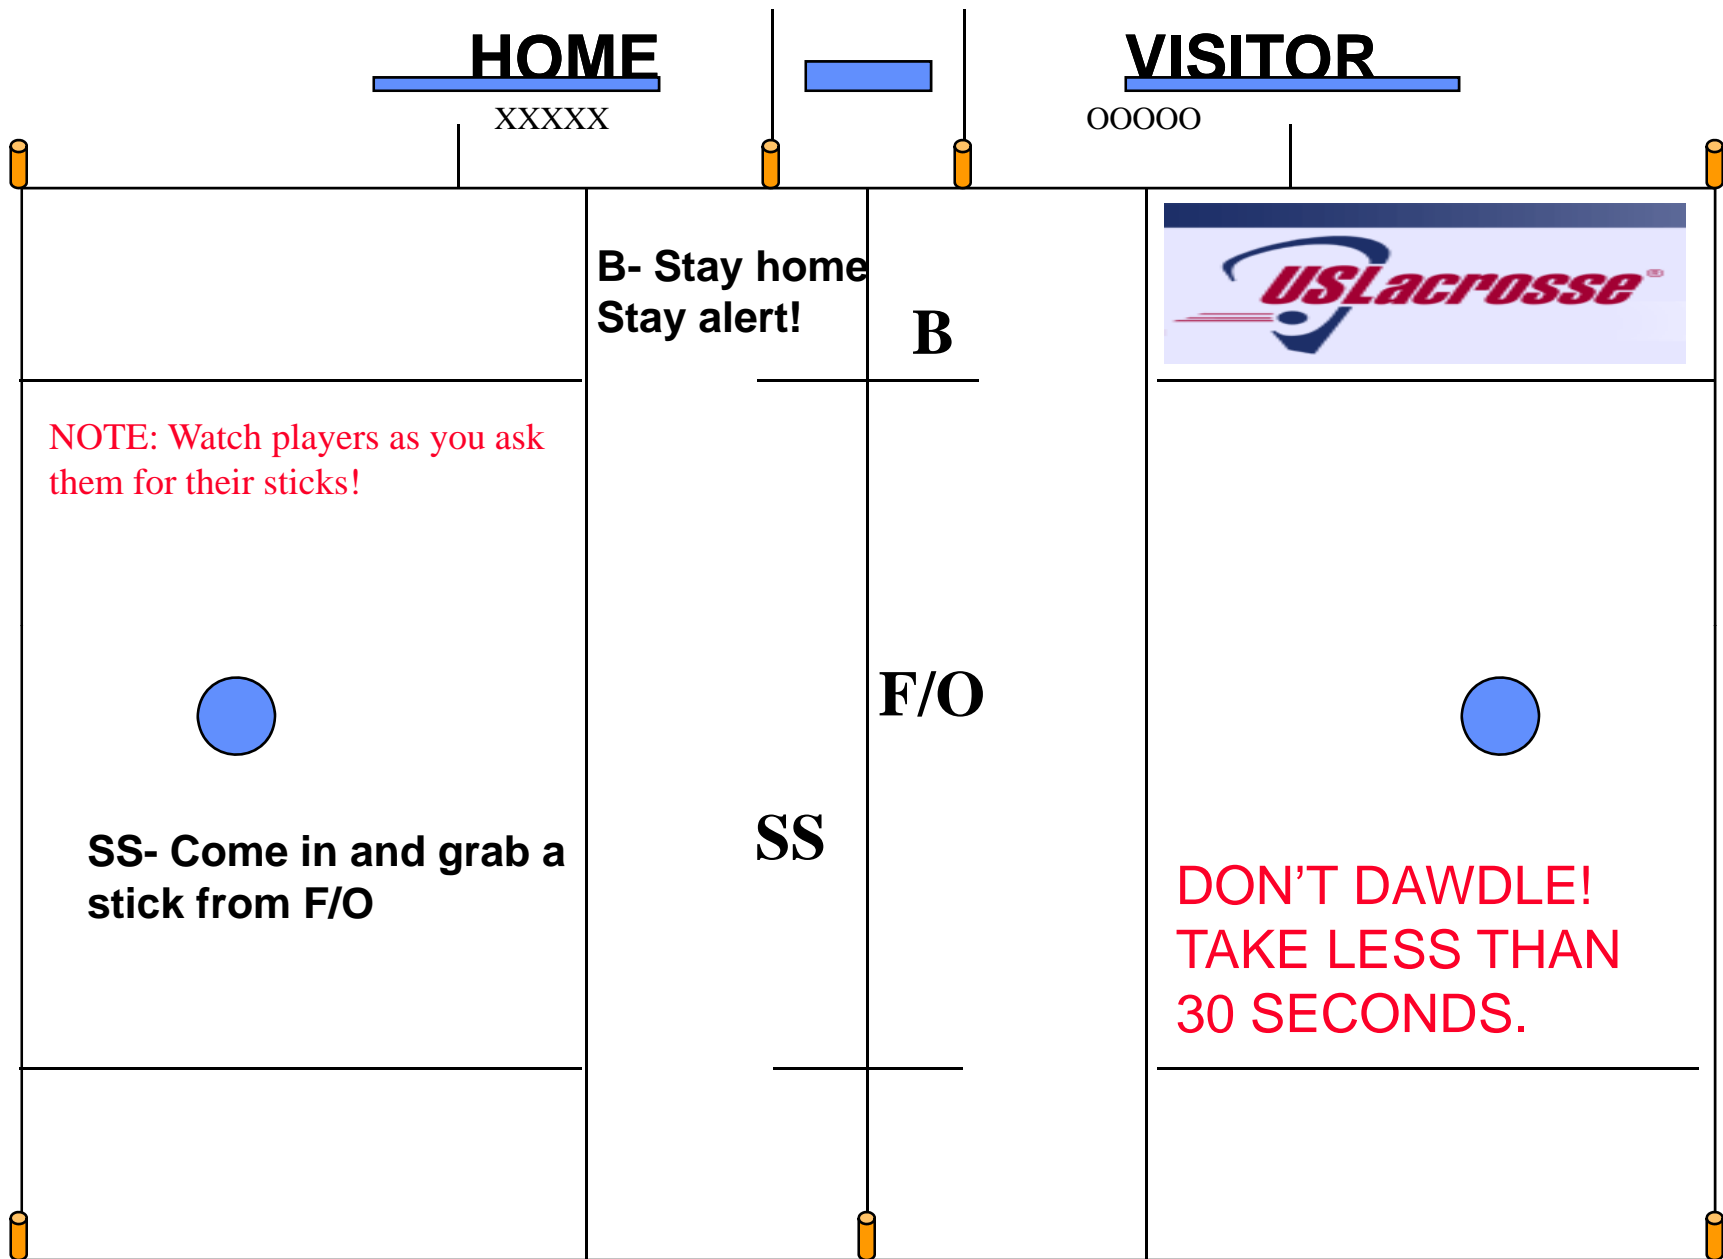 HOME
VISITOR
XXXXX
OOOOO
B- Stay home
Stay alert!
B
USLacrosse®
NOTE: Watch players as you ask
them for their sticks!
F/O
SS
SS- Come in and grab a
stick from F/O
DON’T DAWDLE!
TAKE LESS THAN
30 SECONDS.